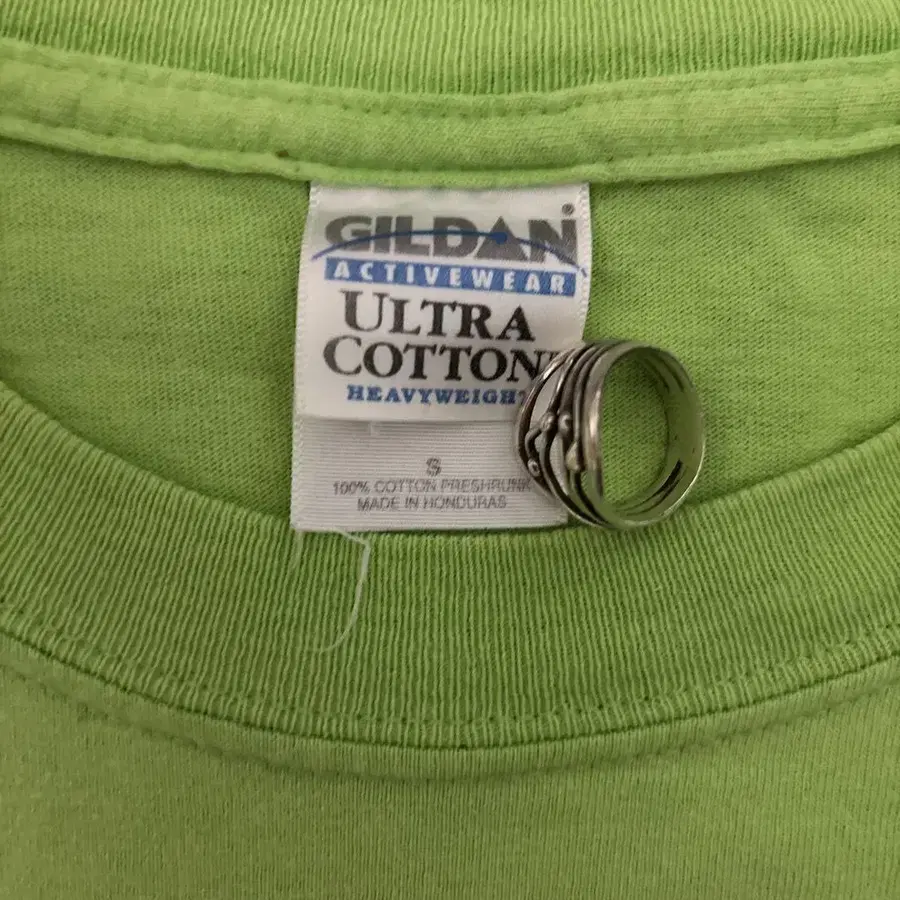 GILDAN®
ACTIVEWEAR
ULTRA
COTTON
HEAVYWEIGHT
S
100% COTTON PRESHRUNK
MADE IN HONDURAS